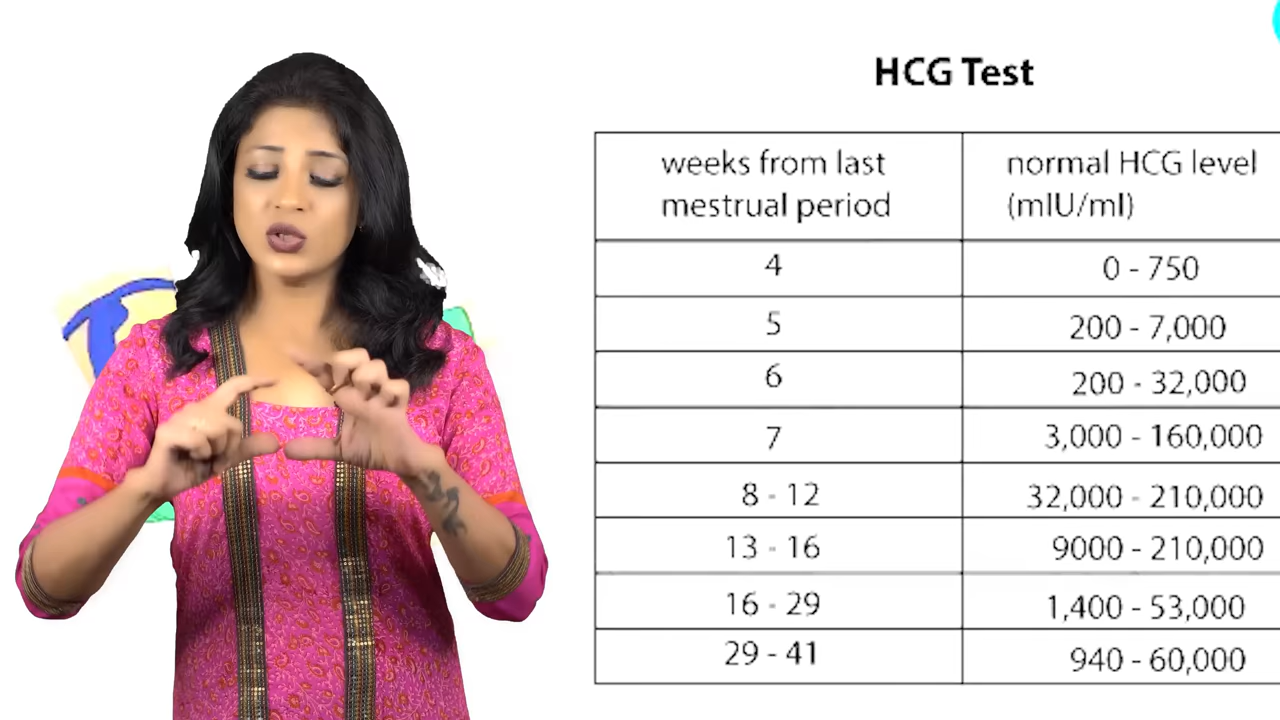 HCG Test
weeks from last
mestrual period
normal HCG level
(mIU/ml)
4
0 - 750
5
200 - 7,000
6
200 - 32,000
7
3,000 - 160,000
8 - 12
32,000 - 210,000
13 - 16
9000 - 210,000
16 - 29
1,400 - 53,000
29 - 41
940 - 60,000